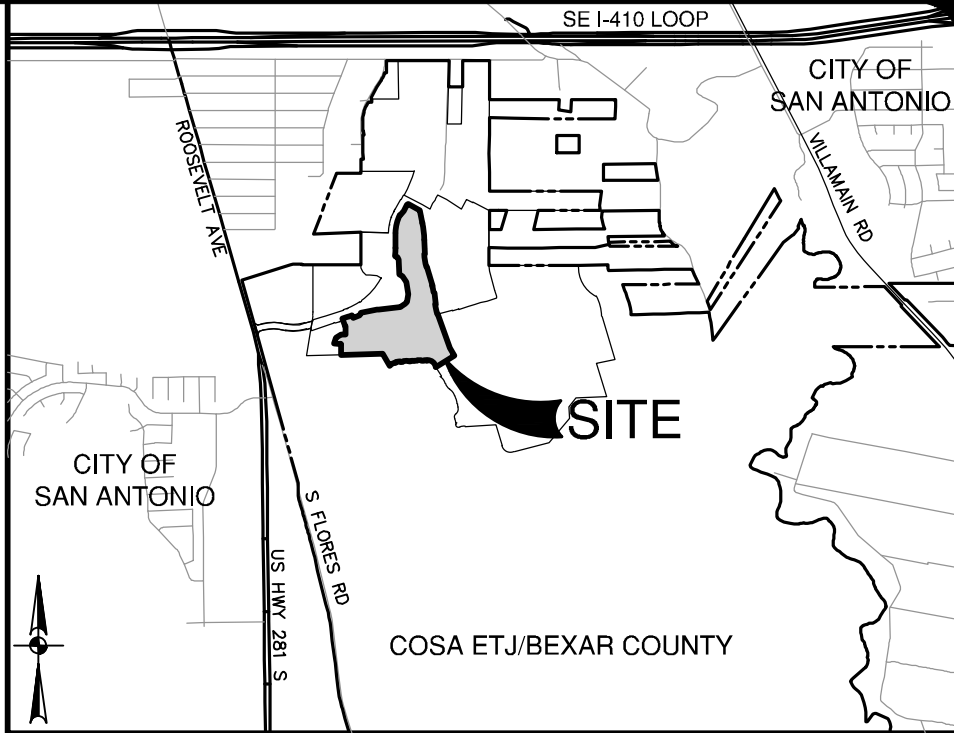 SE I-410 LOOP
CITY OF
SAN ANTONIO
ROOSEVELT AVE
VILLAMAIN RD
SITE
CITY OF
SAN ANTONIO
S FLORES RD
US HWY 281 S
COSA ETJ/BEXAR COUNTY